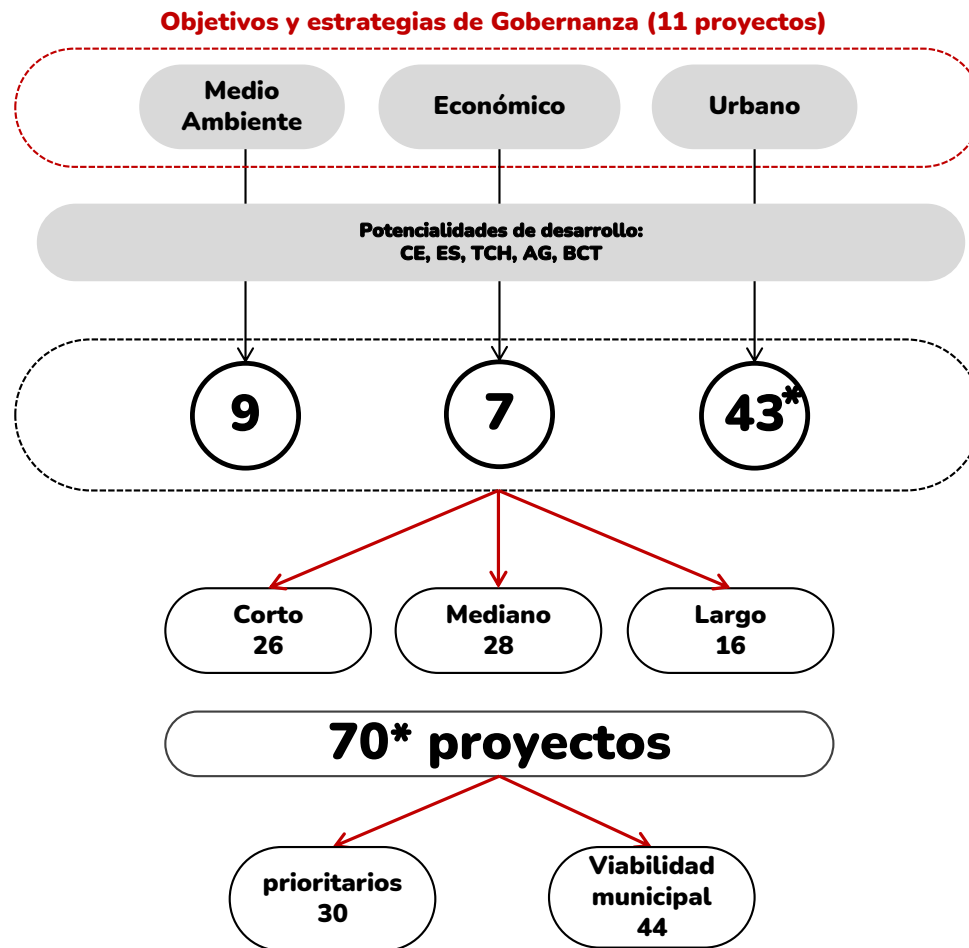 Objetivos y estrategias de Gobernanza (11 proyectos)
Medio
Ambiente
Económico
Urbano
Potencialidades de desarrollo:
CE, ES, TCH, AG, BCT
9
7
43*
Corto
26
Mediano
28
Largo
16
70* proyectos
prioritarios
30
Viabilidad
municipal
44